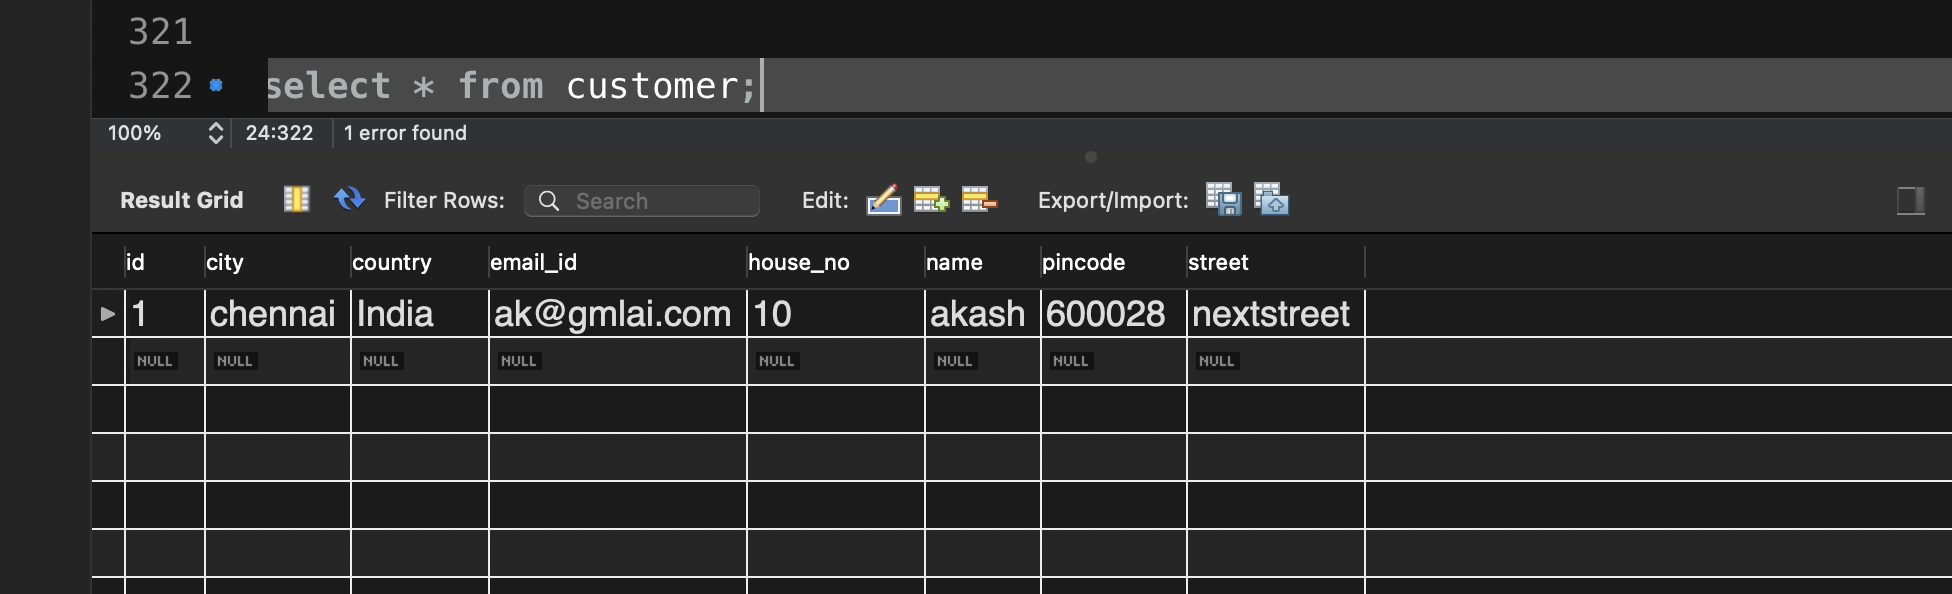 321
322 select * from customer;
100% 24:322 1 error found
Result Grid Filter Rows: Search Edit: Export/Import:
id city country email_id house_no name pincode street
1 chennai India ak@gmlai.com 10 akash 600028 nextstreet
NULL NULL NULL NULL NULL NULL NULL NULL